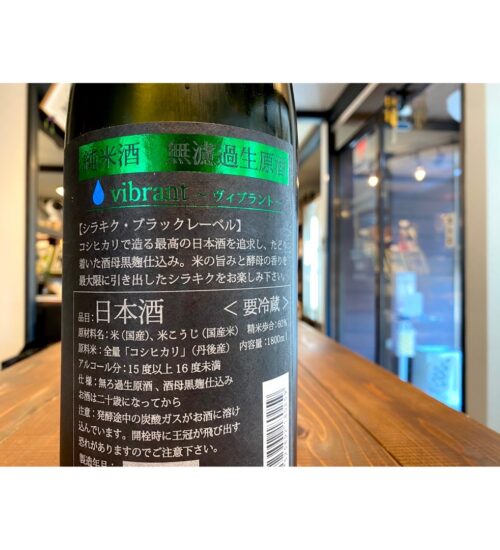 純米酒 無濾過生原酒
vibrant ～ヴィブラント～
【シラキク・ブラックレーベル】
コシヒカリで造る最高の日本酒を追求し、たどり
着いた酒母黒麹仕込み。米の旨みと酵母の香りを
最大限に引き出したシラキクをお楽しみ下さい。
品目:日本酒 <要冷蔵>
原材料名:米(国産)、米こうじ(国産米) 精米歩合:60%
原料米:全量「コシヒカリ」(丹後産) 内容量:1800ml
アルコール分:15度以上16度未満
仕様:無ろ過生原酒、酒母黒麹仕込み
お酒は二十歳になってから
注意:発酵途中の炭酸ガスがお酒に溶け
込んでいます。開栓時に王冠が飛び出す
恐れがありますのでご注意下さい。
製造年月: